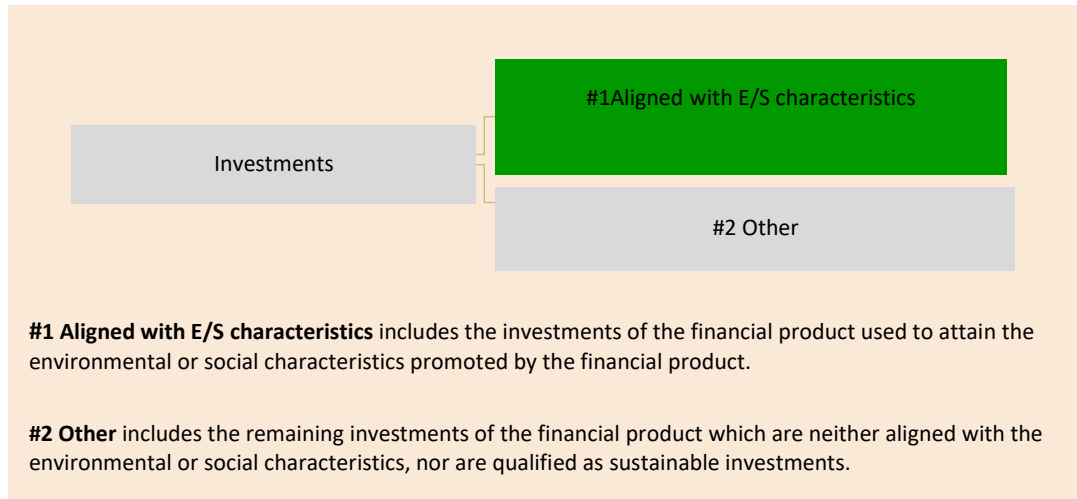 #1Aligned with E/S characteristics
Investments
#2 Other
#1 Aligned with E/S characteristics includes the investments of the financial product used to attain the
environmental or social characteristics promoted by the financial product.
#2 Other includes the remaining investments of the financial product which are neither aligned with the
environmental or social characteristics, nor are qualified as sustainable investments.